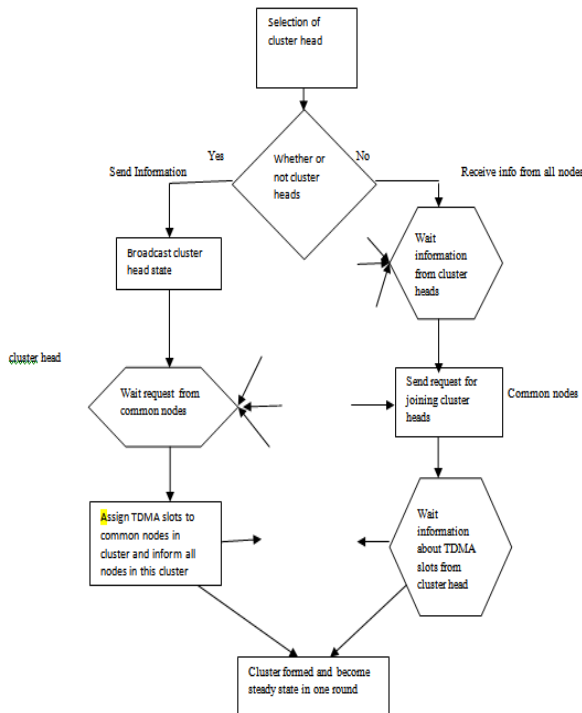 Selection of
cluster head
Yes
Whether or
not cluster
heads
No
Send Information
Receive info from all nodes
Broadcast cluster
head state
Wait
information
from cluster
heads
cluster head
Wait request from
common nodes
Send request for
joining cluster
heads
Common nodes
Assign TDMA slots to
common nodes in
cluster and inform all
nodes in this cluster
Wait
information
about TDMA
slots from
cluster head
Cluster formed and become
steady state in one round